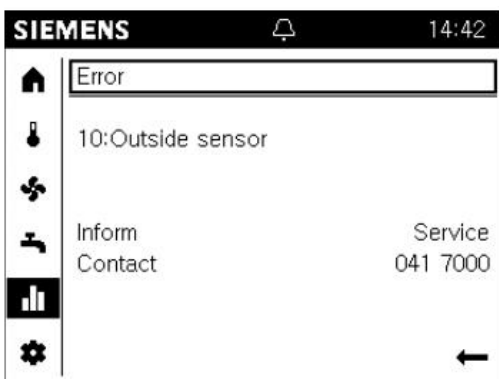 SIEMENS 14:42
Error
10:Outside sensor
Inform Service
Contact 041 7000